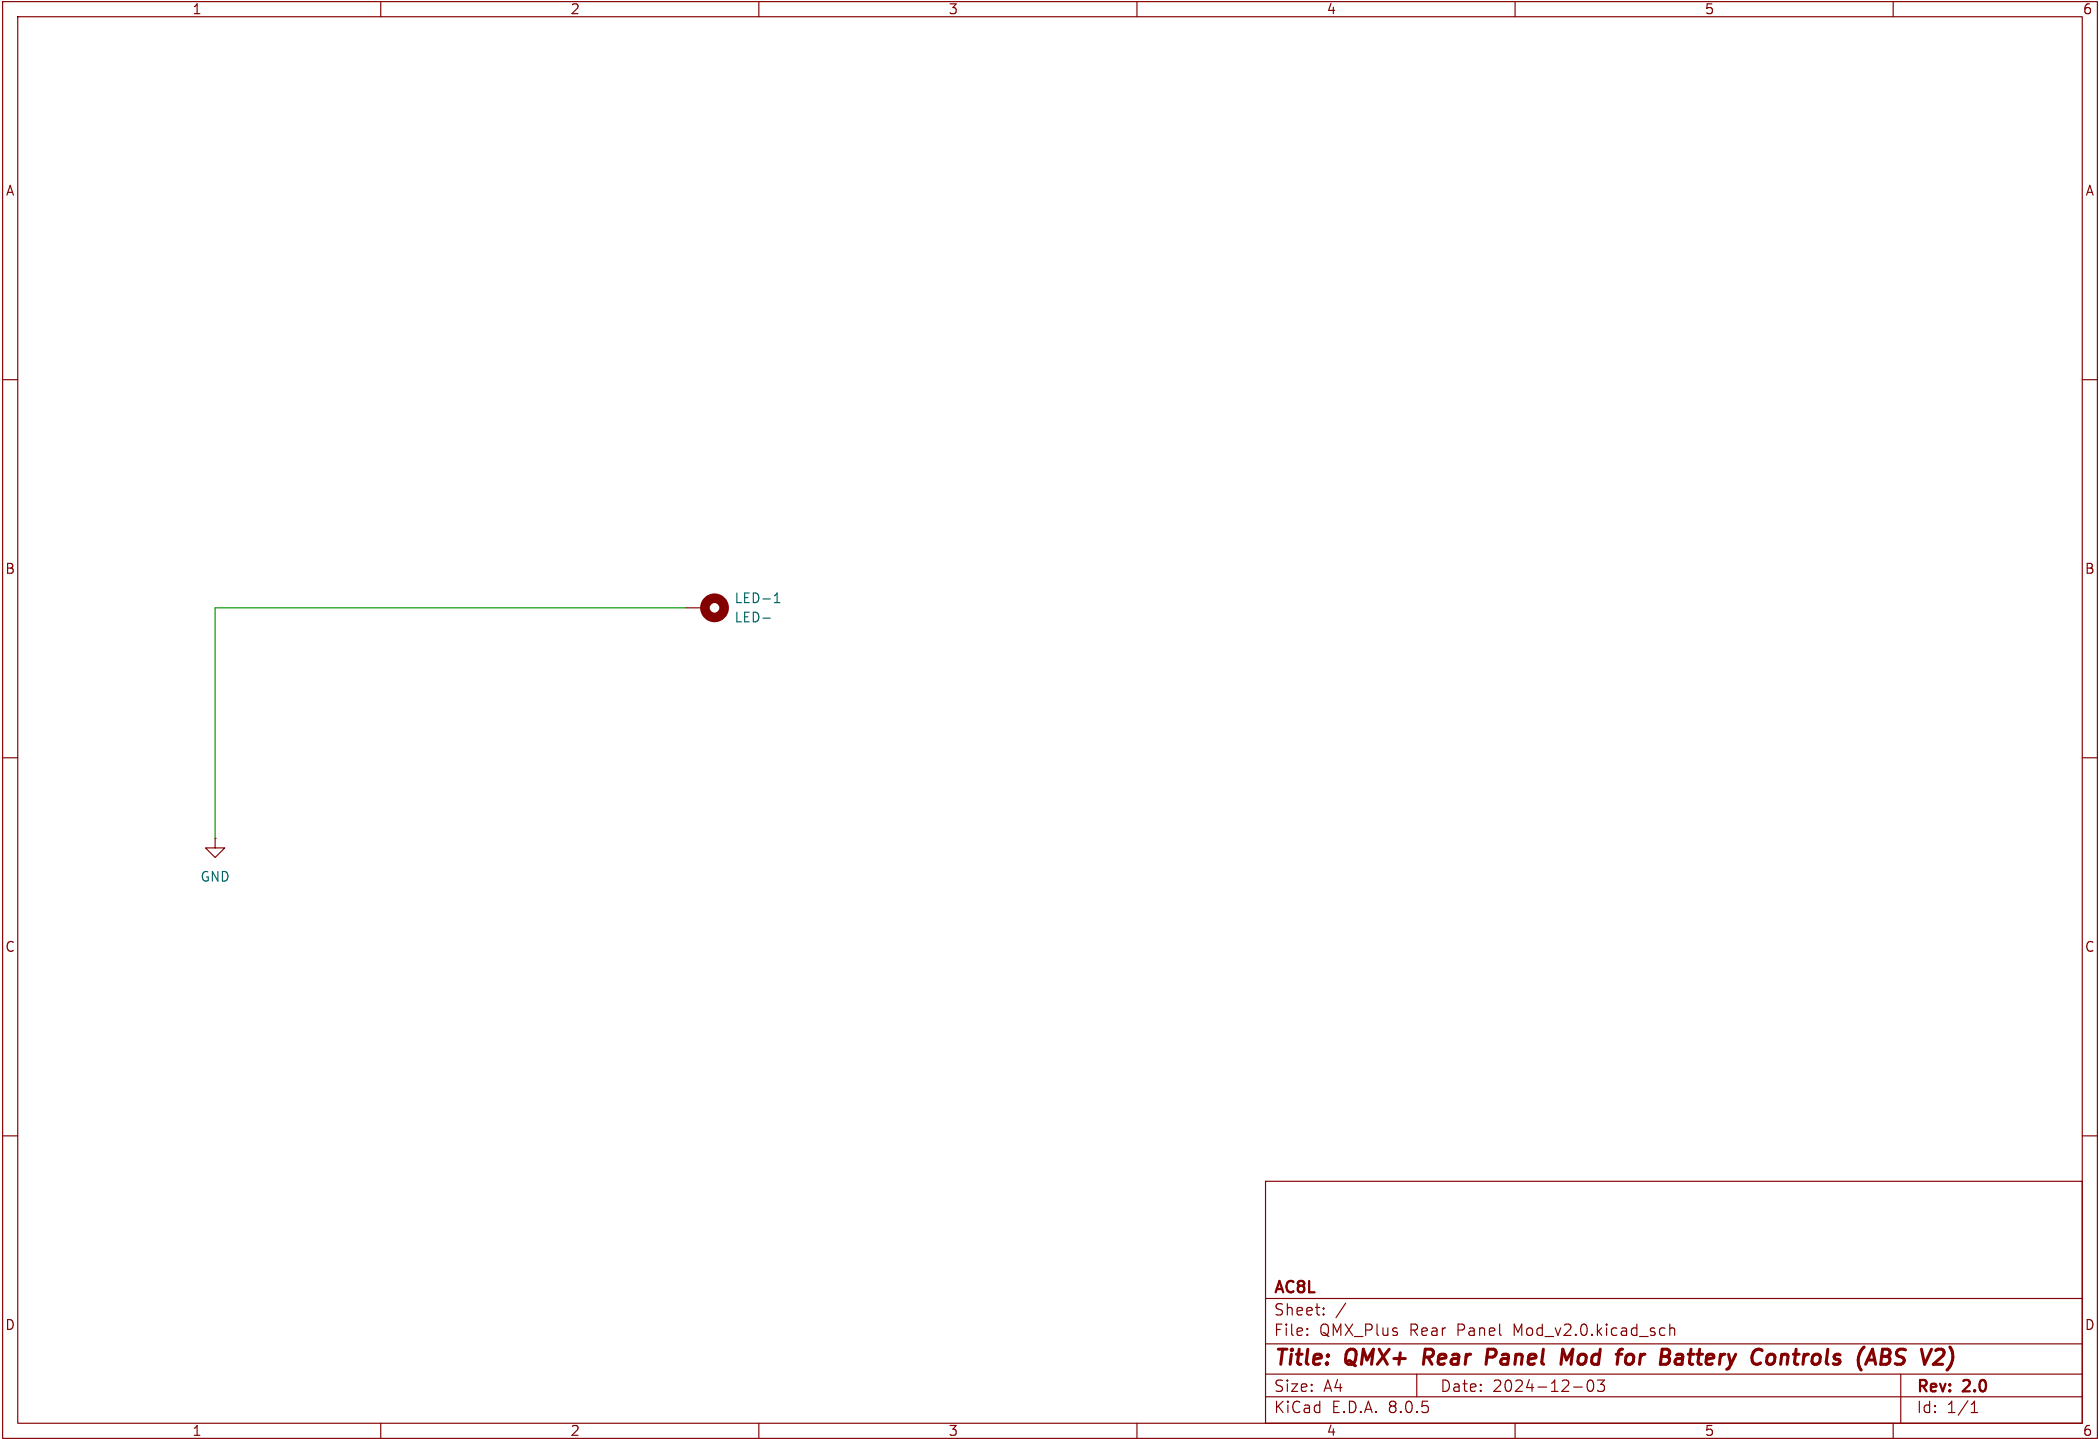 1 2 3 4 5 6
A A
LED-1
B B
LED-
GND
C C
AC8L
Sheet: /
D D
File: QMX_Plus Rear Panel Mod_v2.0.kicad_sch
Title: QMX+ Rear Panel Mod for Battery Controls (ABS V2)
Size: A4 Date: 2024-12-03 Rev: 2.0
KiCad E.D.A. 8.0.5 Id: 1/1
1 2 3 4 5 6